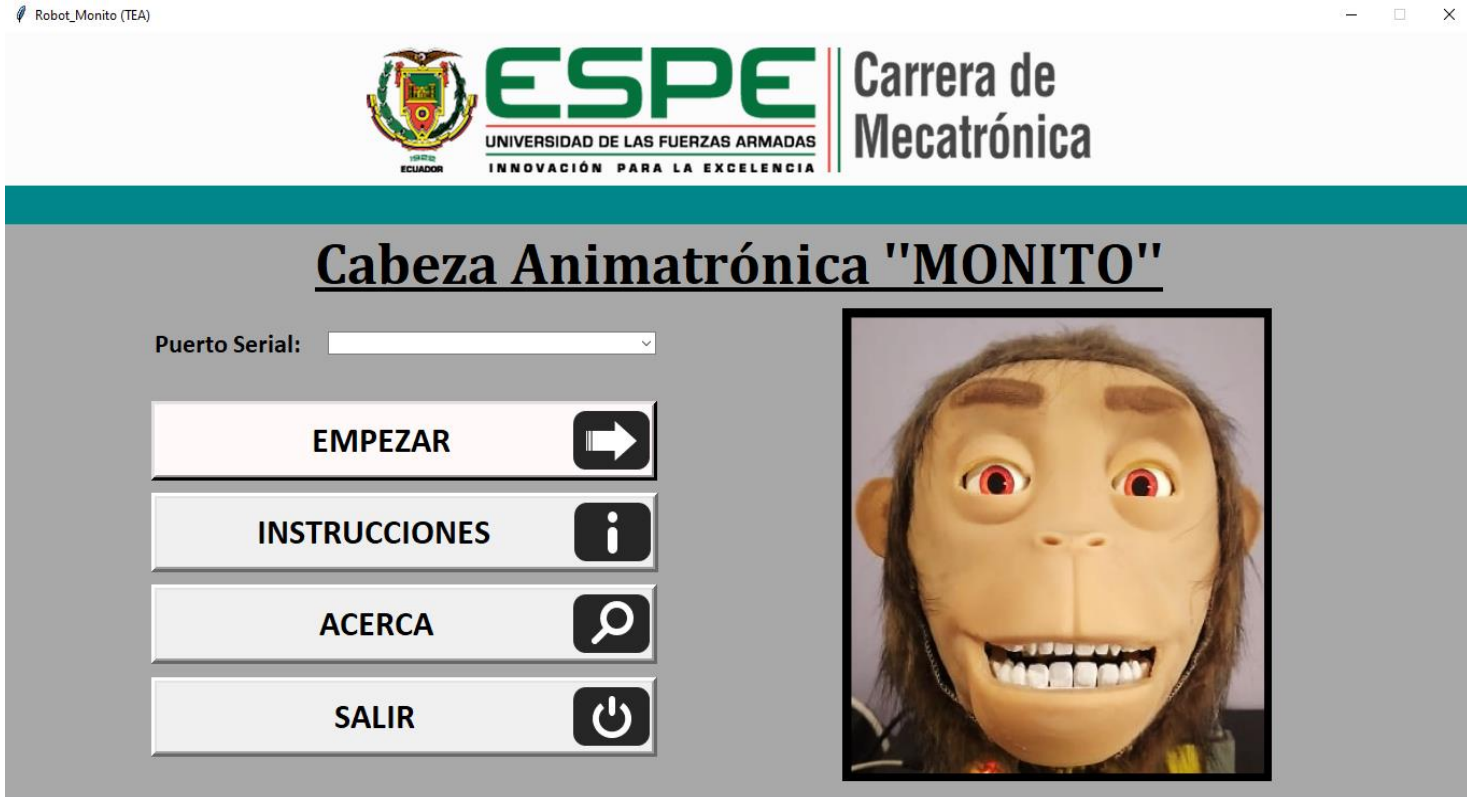 Robot_Monito (TEA)
ESPE
UNIVERSIDAD DE LAS FUERZAS ARMADAS
INNOVACIÓN PARA LA EXCELENCIA
1922
ECUADOR
Carrera de
Mecatrónica
Cabeza Animatrónica "MONITO"
Puerto Serial:
EMPEZAR
INSTRUCCIONES
ACERCA
SALIR